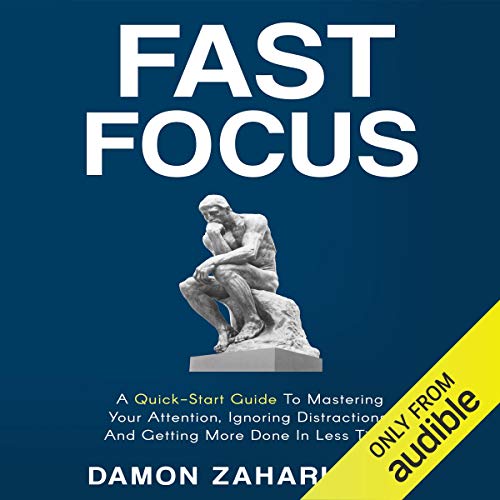 FAST
FOCUS
A Quick-Start Guide To Mastering
Your Attention, Ignoring Distractions
And Getting More Done In Less
DAMON
ONLY FROM
audible